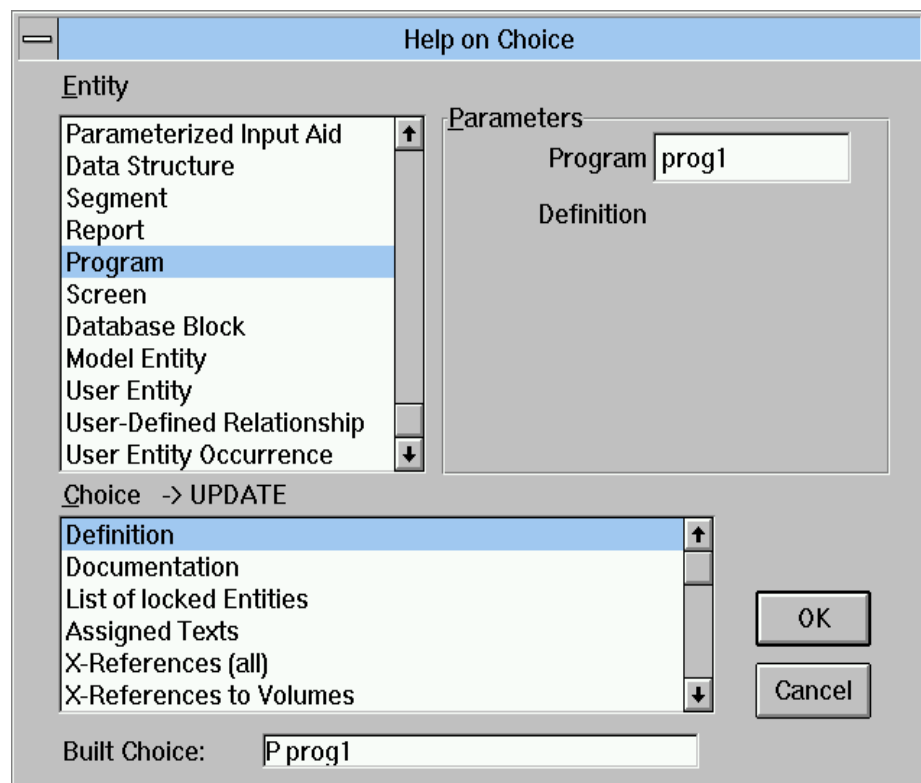 Help on Choice
Entity
Parameterized Input Aid
Data Structure
Segment
Report
Program
Screen
Database Block
Model Entity
User Entity
User-Defined Relationship
User Entity Occurrence
Parameters
Program prog1
Definition
Choice -> UPDATE
Definition
Documentation
List of locked Entities
Assigned Texts
X-References (all)
X-References to Volumes
OK
Cancel
Built Choice: P prog1